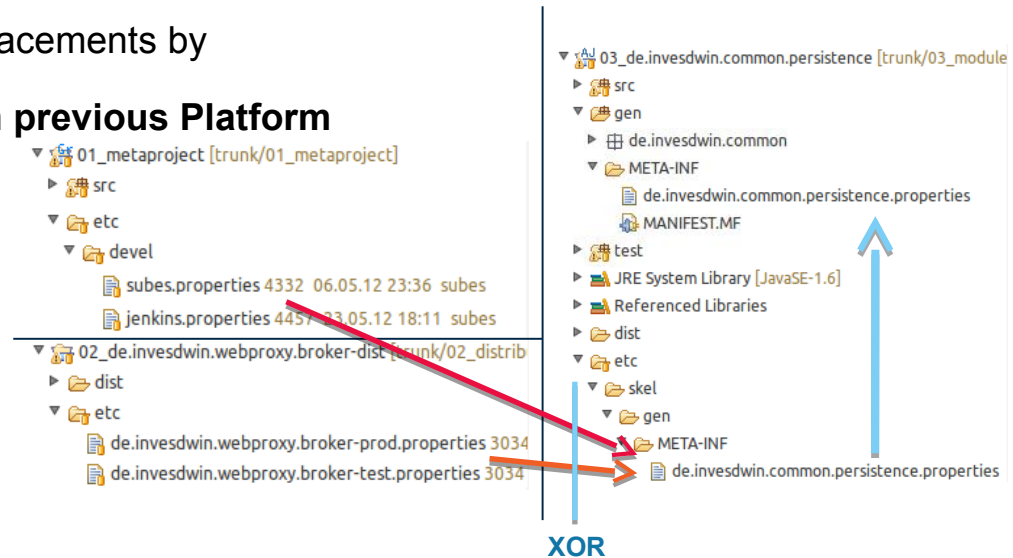 acements by
previous Platform
01_metaproject [trunk/01_metaproject]
src
etc
devel
subes.properties 4332 06.05.12 23:36 subes
jenkins.properties 4457 23.05.12 18:11 subes
02_de.invesdwin.webproxy.broker-dist [trunk/02_distrib
dist
etc
de.invesdwin.webproxy.broker-prod.properties 3034
de.invesdwin.webproxy.broker-test.properties 3034
03_de.invesdwin.common.persistence [trunk/03_module
src
gen
de.invesdwin.common
META-INF
de.invesdwin.common.persistence.properties
MANIFEST.MF
test
JRE System Library [JavaSE-1.6]
Referenced Libraries
dist
etc
skel
gen
META-INF
de.invesdwin.common.persistence.properties
XOR